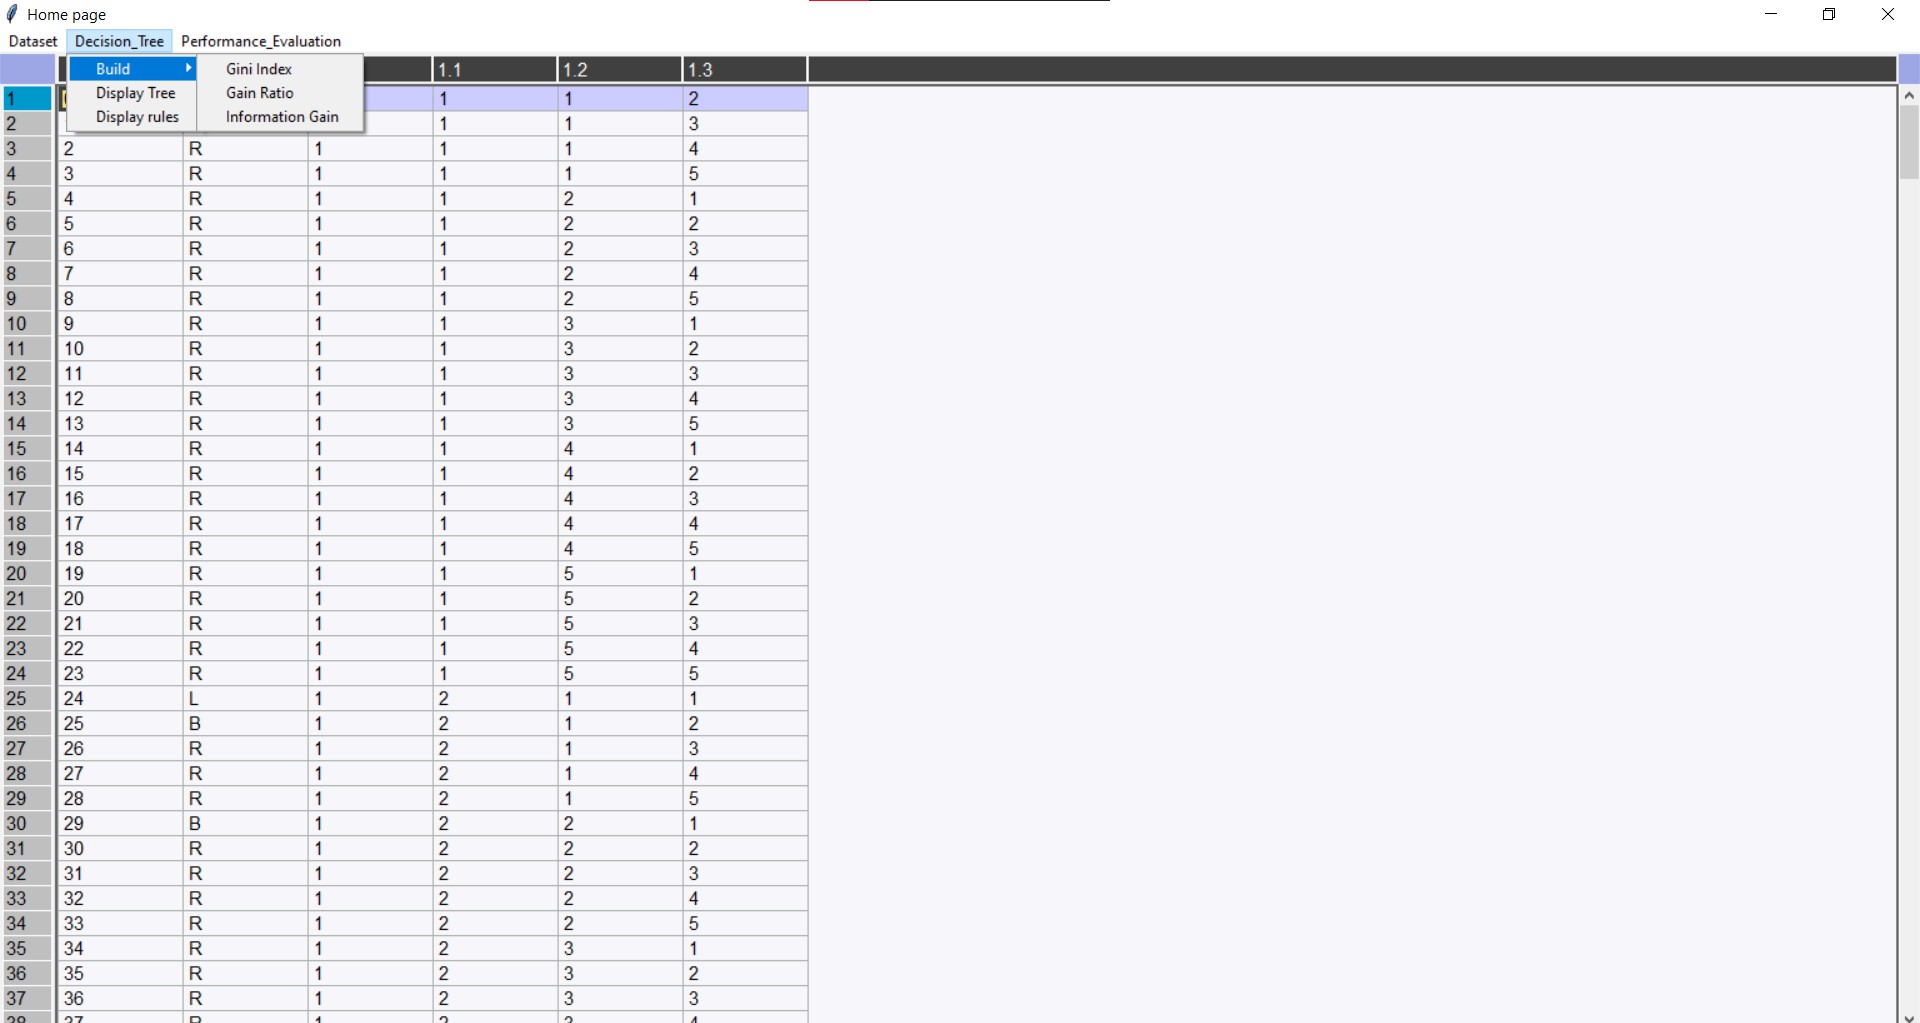 Home page
Dataset Decision_Tree Performance_Evaluation
Build Gini Index 1.1 1.2 1.3
Display Tree Gain Ratio
1 1 1 2
Display rules Information Gain
2 1 1 3
3 2 R 1 1 1 4
4 3 R 1 1 1 5
5 4 R 1 1 2 1
6 5 R 1 1 2 2
7 6 R 1 1 2 3
8 7 R 1 1 2 4
9 8 R 1 1 2 5
10 9 R 1 1 3 1
11 10 R 1 1 3 2
12 11 R 1 1 3 3
13 12 R 1 1 3 4
14 13 R 1 1 3 5
15 14 R 1 1 4 1
16 15 R 1 1 4 2
17 16 R 1 1 4 3
18 17 R 1 1 4 4
19 18 R 1 1 4 5
20 19 R 1 1 5 1
21 20 R 1 1 5 2
22 21 R 1 1 5 3
23 22 R 1 1 5 4
24 23 R 1 1 5 5
25 24 L 1 2 1 1
26 25 B 1 2 1 2
27 26 R 1 2 1 3
28 27 R 1 2 1 4
29 28 R 1 2 1 5
30 29 B 1 2 2 1
31 30 R 1 2 2 2
32 31 R 1 2 2 3
33 32 R 1 2 2 4
34 33 R 1 2 2 5
35 34 R 1 2 3 1
36 35 R 1 2 3 2
37 36 R 1 2 3 3
38 37 R 1 2 3 4